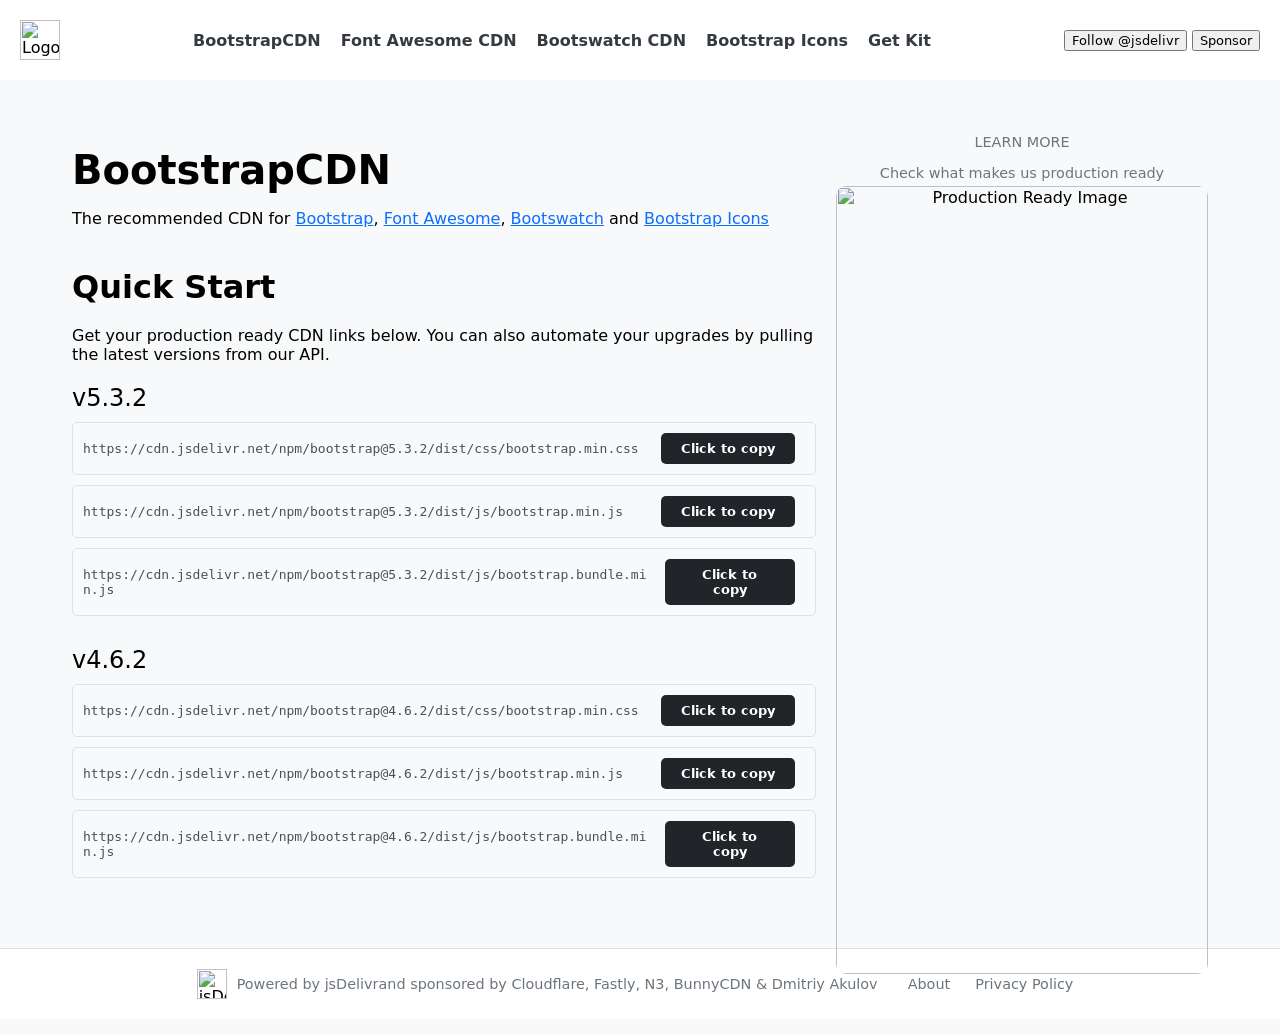 Logo
BootstrapCDN Font Awesome CDN Bootswatch CDN Bootstrap Icons Get Kit
Follow @jsdelivr Sponsor
BootstrapCDN
The recommended CDN for Bootstrap, Font Awesome, Bootswatch and Bootstrap Icons
Quick Start
Get your production ready CDN links below. You can also automate your upgrades by pulling
the latest versions from our API.
v5.3.2
https://cdn.jsdelivr.net/npm/bootstrap@5.3.2/dist/css/bootstrap.min.css Click to copy
https://cdn.jsdelivr.net/npm/bootstrap@5.3.2/dist/js/bootstrap.min.js Click to copy
https://cdn.jsdelivr.net/npm/bootstrap@5.3.2/dist/js/bootstrap.bundle.mi
n.js
Click to
copy
v4.6.2
https://cdn.jsdelivr.net/npm/bootstrap@4.6.2/dist/css/bootstrap.min.css Click to copy
https://cdn.jsdelivr.net/npm/bootstrap@4.6.2/dist/js/bootstrap.min.js Click to copy
https://cdn.jsdelivr.net/npm/bootstrap@4.6.2/dist/js/bootstrap.bundle.mi
n.js
Click to
copy
LEARN MORE
Check what makes us production ready
Production Ready Image
Powered by jsDelivrand sponsored by Cloudflare, Fastly, N3, BunnyCDN & Dmitriy Akulov About Privacy Policy